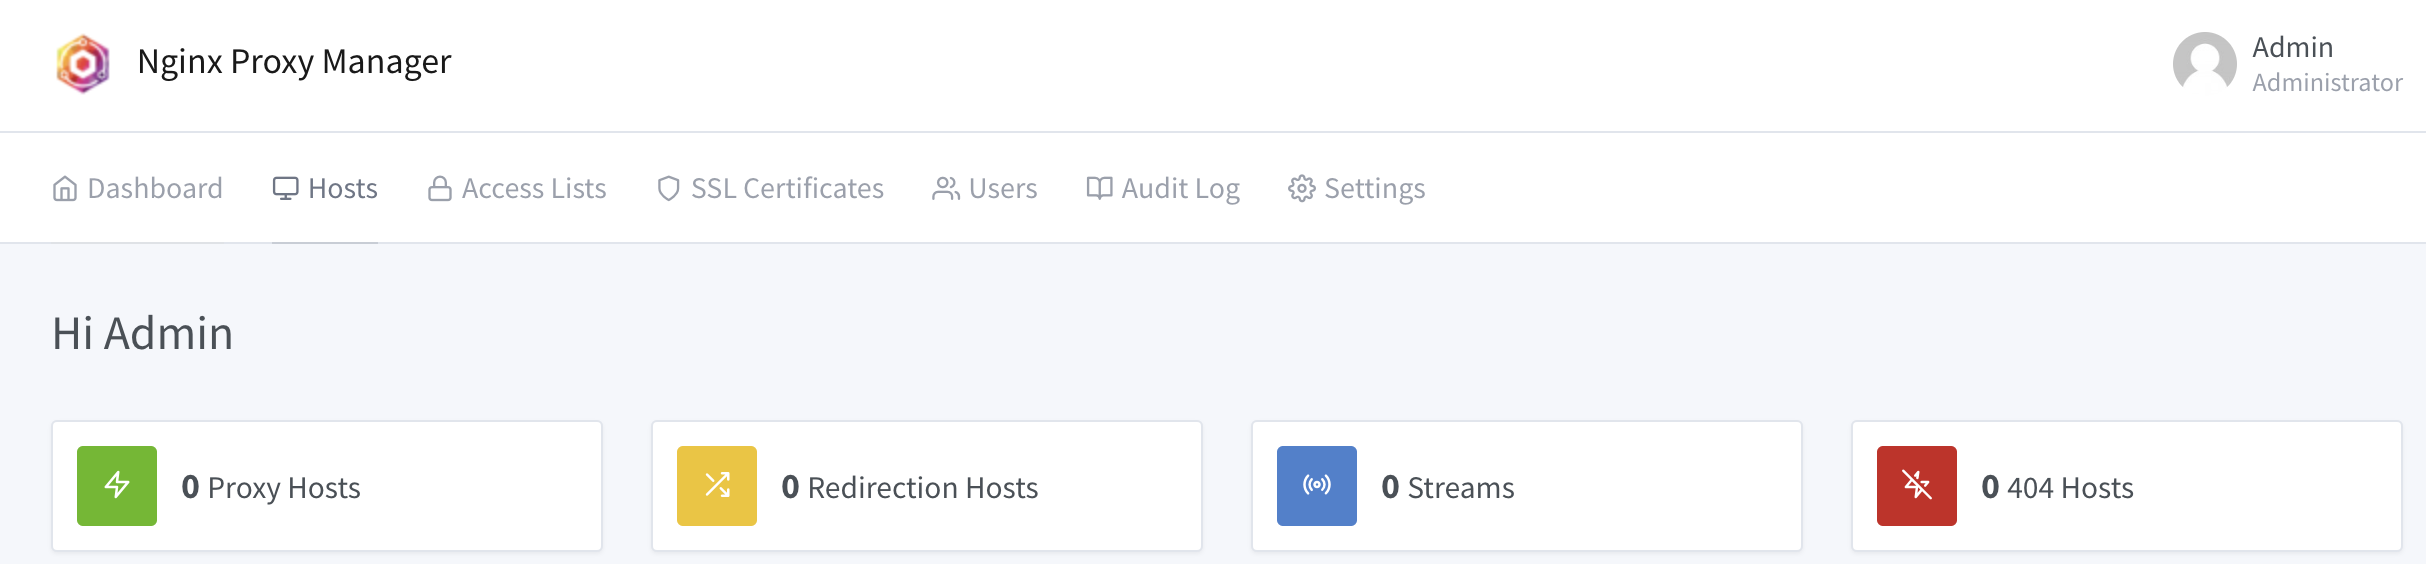 Nginx Proxy Manager
Admin
Administrator
Dashboard Hosts Access Lists SSL Certificates Users Audit Log Settings
Hi Admin
0 Proxy Hosts 0 Redirection Hosts 0 Streams 0 404 Hosts